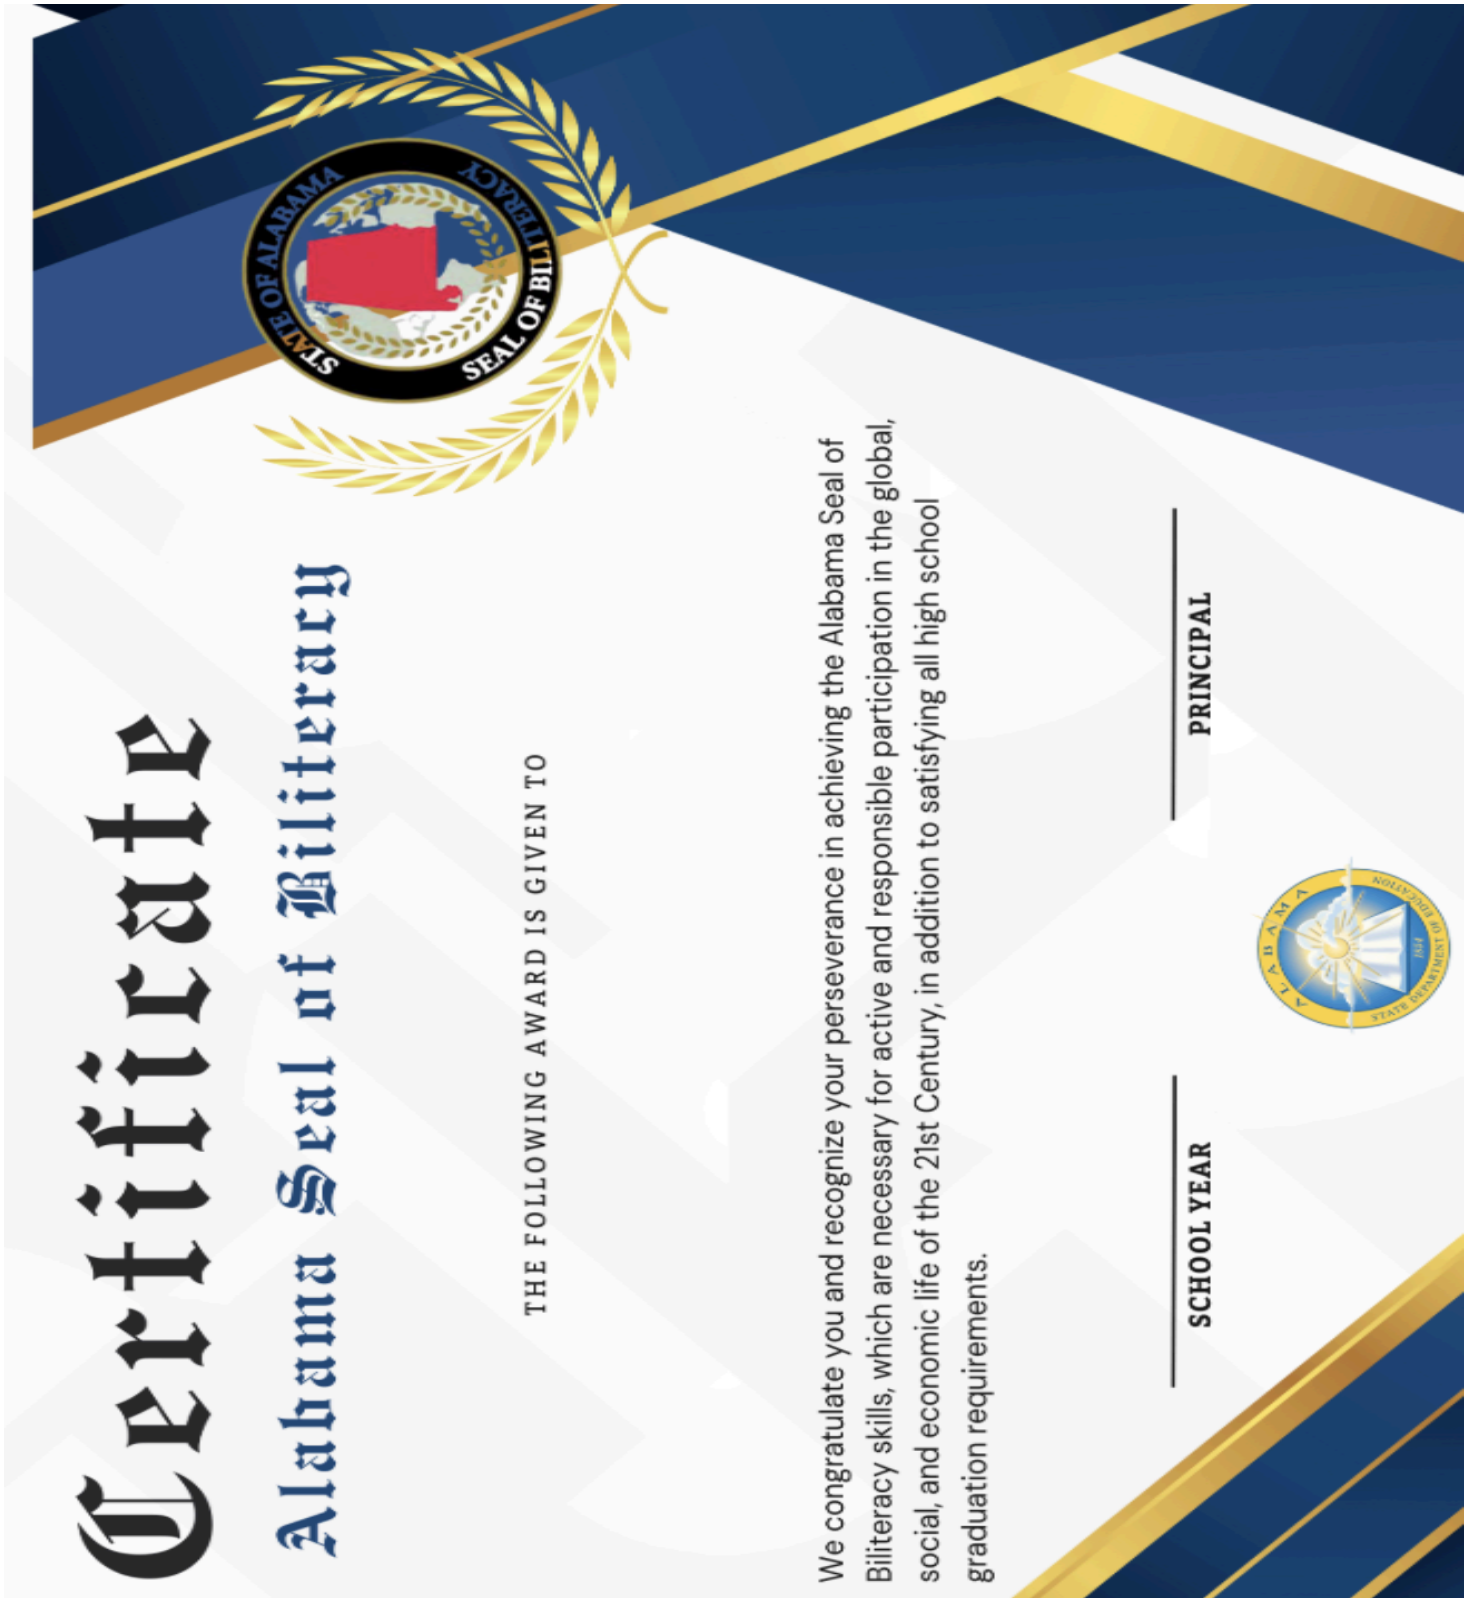 Certificate
Alabama Seal of Biliteracy
STATE OF ALABAMA
SEAL OF BILITERACY
THE FOLLOWING AWARD IS GIVEN TO
We congratulate you and recognize your perseverance in achieving the Alabama Seal of
Biliteracy skills, which are necessary for active and responsible participation in the global,
social, and economic life of the 21st Century, in addition to satisfying all high school
graduation requirements.
SCHOOL YEAR
PRINCIPAL
ALABAMA
1854
STATE DEPARTMENT OF EDUCATION